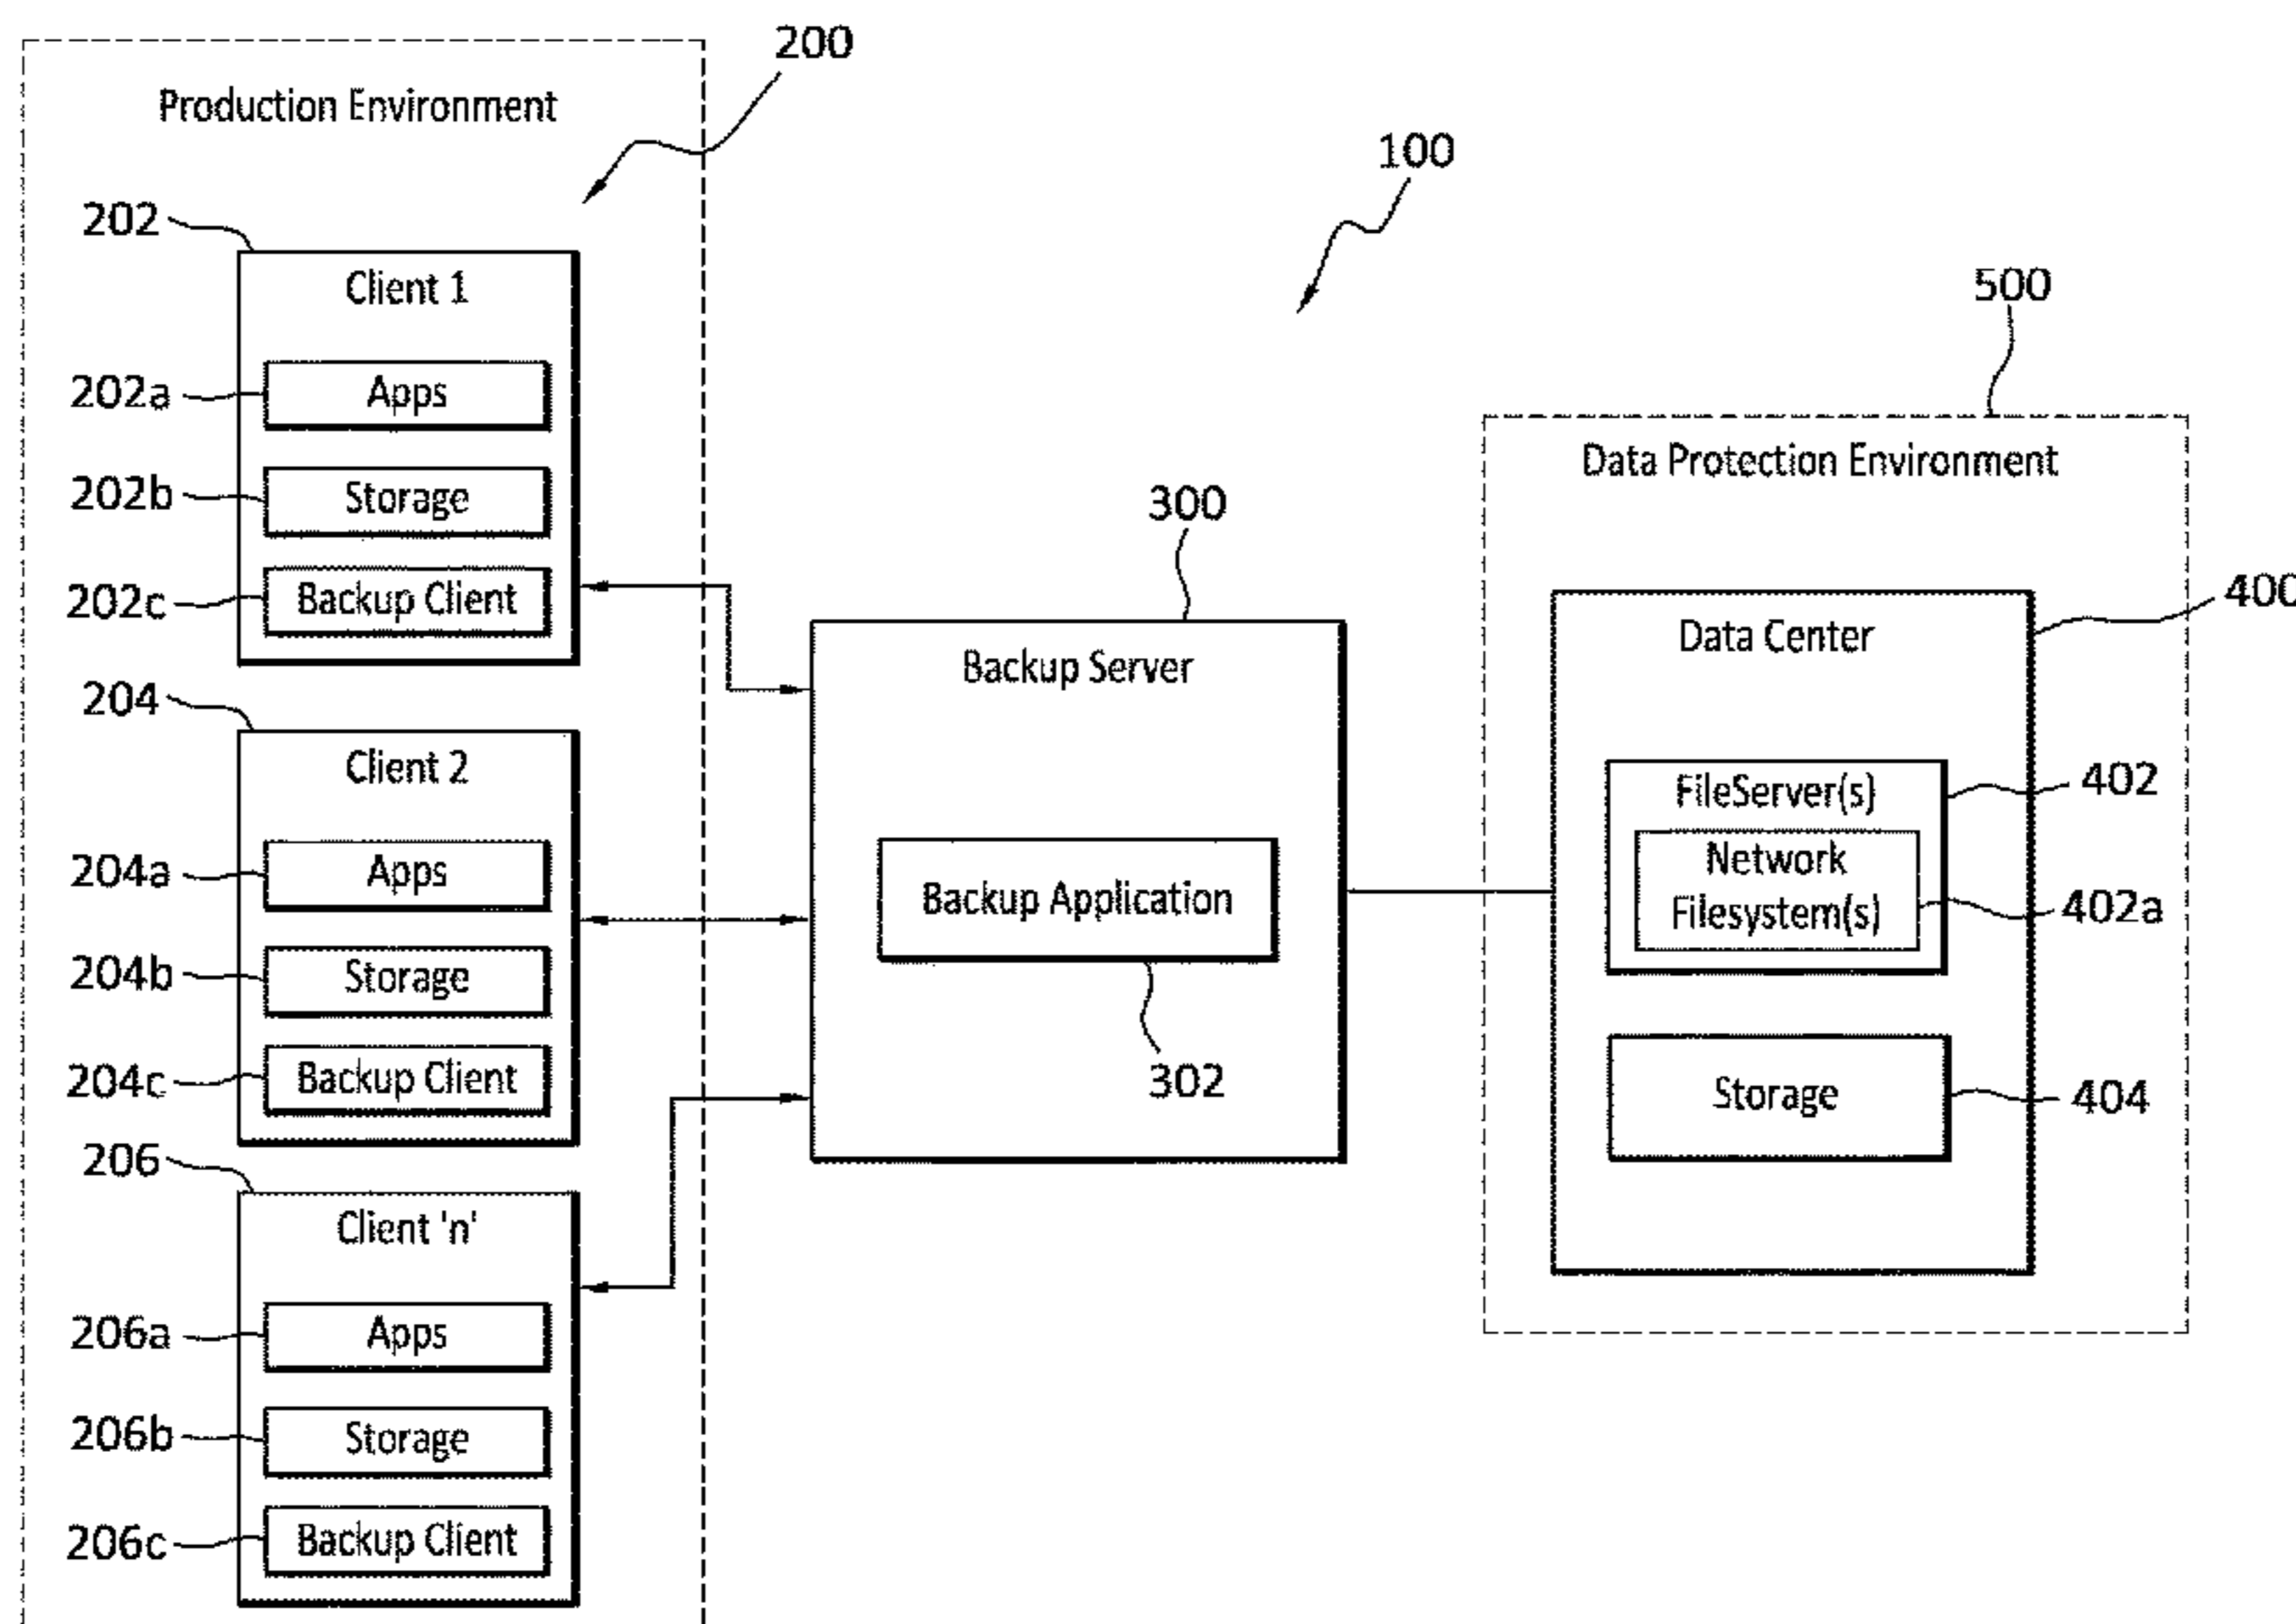 200
Production Environment
100
202
Client 1
202a
Apps
202b
Storage
202c
Backup Client
204
Client 2
204a
Apps
204b
Storage
204c
Backup Client
206
Client 'n'
206a
Apps
206b
Storage
206c
Backup Client
300
Backup Server
Backup Application
302
500
Data Protection Environment
400
Data Center
FileServer(s)
402
Network
Filesystem(s)
402a
Storage
404